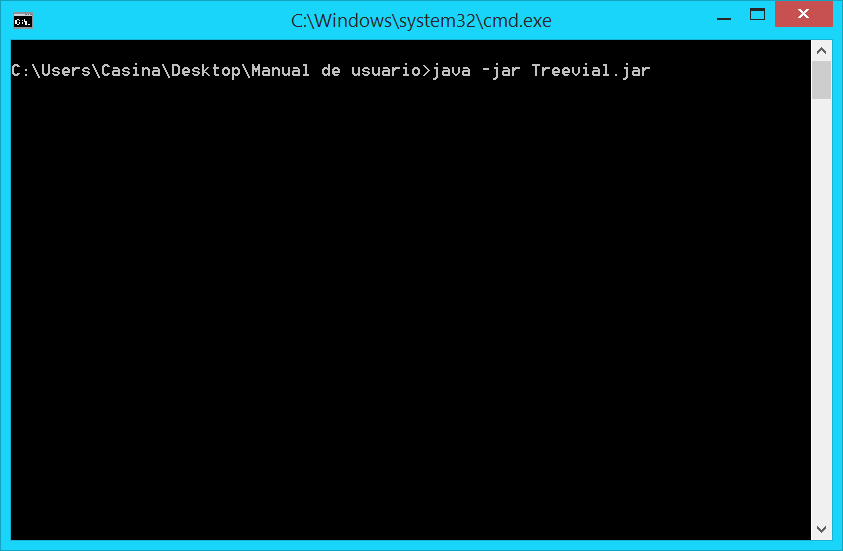 C:\Windows\system32\cmd.exe
C:\Users\Casina\Desktop\Manual de usuario>java -jar Treevial.jar